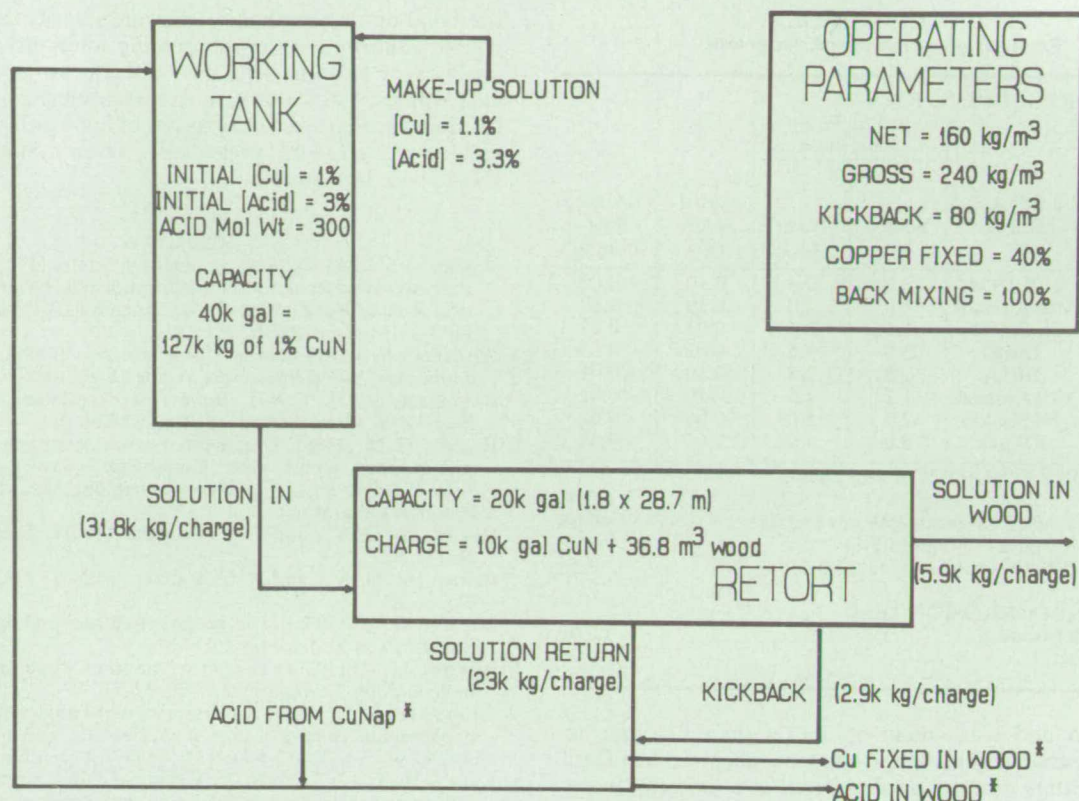 WORKING
TANK
INITIAL [Cu] = 1%
INITIAL [Acid] = 3%
ACID Mol Wt = 300
CAPACITY
40k gal =
127k kg of 1% CuN
MAKE-UP SOLUTION
[Cu] = 1.1%
[Acid] = 3.3%
OPERATING
PARAMETERS
NET = 160 kg/m³
GROSS = 240 kg/m³
KICKBACK = 80 kg/m³
COPPER FIXED = 40%
BACK MIXING = 100%
SOLUTION IN
(31.8k kg/charge)
CAPACITY = 20k gal (1.8 x 28.7 m)
CHARGE = 10k gal CuN + 36.8 m³ wood
RETORT
SOLUTION IN
WOOD
(5.9k kg/charge)
SOLUTION RETURN
(23k kg/charge)
KICKBACK (2.9k kg/charge)
ACID FROM CuNap *
Cu FIXED IN WOOD *
ACID IN WOOD *